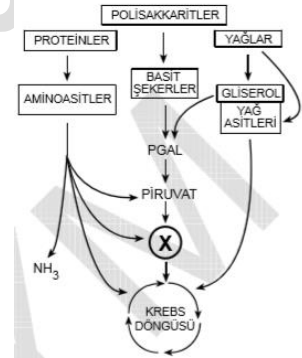 POLİSAKKARİTLER
PROTEİNLER
YAĞLAR
AMİNOASİTLER
BASİT
ŞEKERLER
GLİSEROL
YAĞ
ASİTLERİ
PGAL
PİRUVAT
X
NH3
KREBS
DÖNGÜSÜ